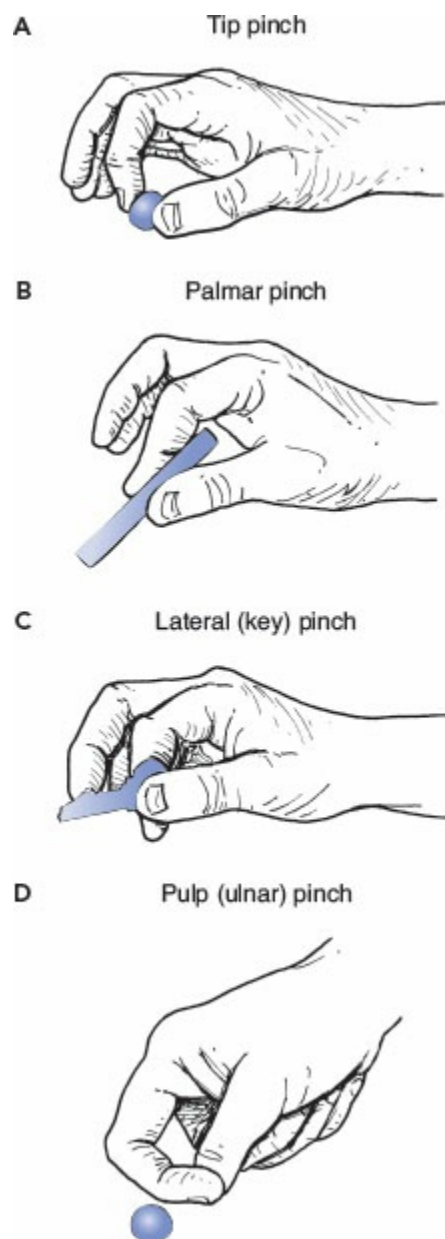 A Tip pinch
B Palmar pinch
C Lateral (key) pinch
D Pulp (ulnar) pinch